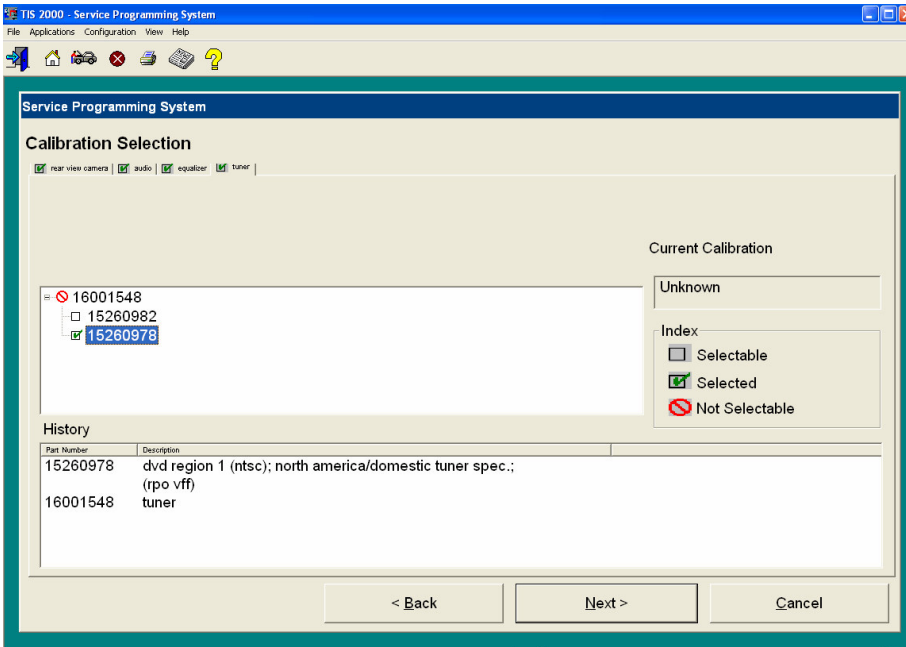 TIS 2000 - Service Programming System
File Applications Configuration View Help
Service Programming System
Calibration Selection
rear view camera audio equalizer tuner
Current Calibration
Unknown
16001548
15260982
15260978
Index
Selectable
Selected
Not Selectable
History
Part Number Description
15260978 dvd region 1 (ntsc); north america/domestic tuner spec.;
(rpo vff)
16001548 tuner
< Back Next > Cancel